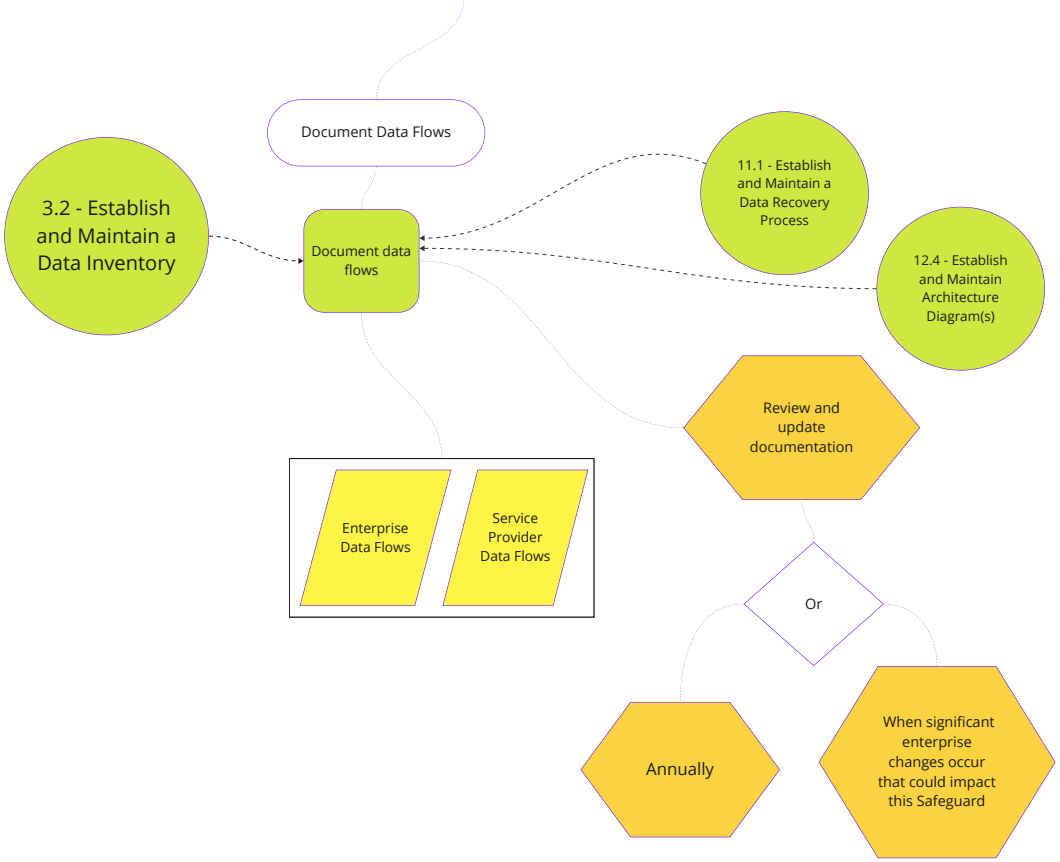 Document Data Flows
3.2 - Establish
and Maintain a
Data Inventory
Document data
flows
11.1 - Establish
and Maintain a
Data Recovery
Process
12.4 - Establish
and Maintain
Architecture
Diagram(s)
Review and
update
documentation
Enterprise
Data Flows
Service
Provider
Data Flows
Or
Annually
When significant
enterprise
changes occur
that could impact
this Safeguard